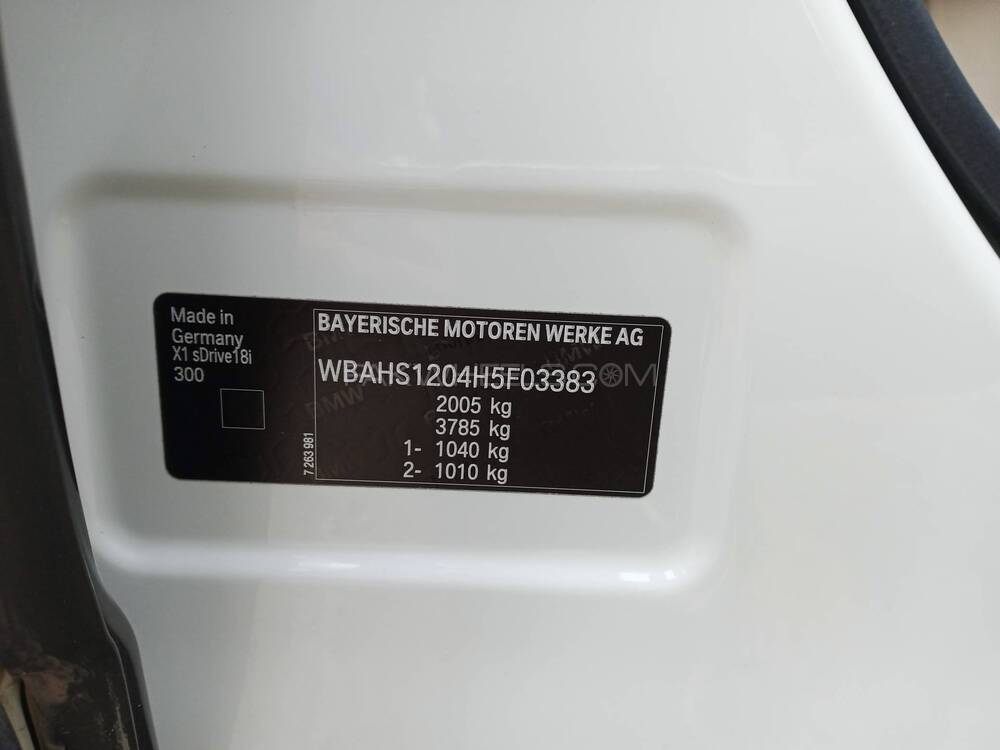 Made in
Germany
X1 sDrive18i
300
7 263 981
BAYERISCHE MOTOREN WERKE AG
WBAHS1204H5F03383
2005 kg
3785 kg
1- 1040 kg
2- 1010 kg